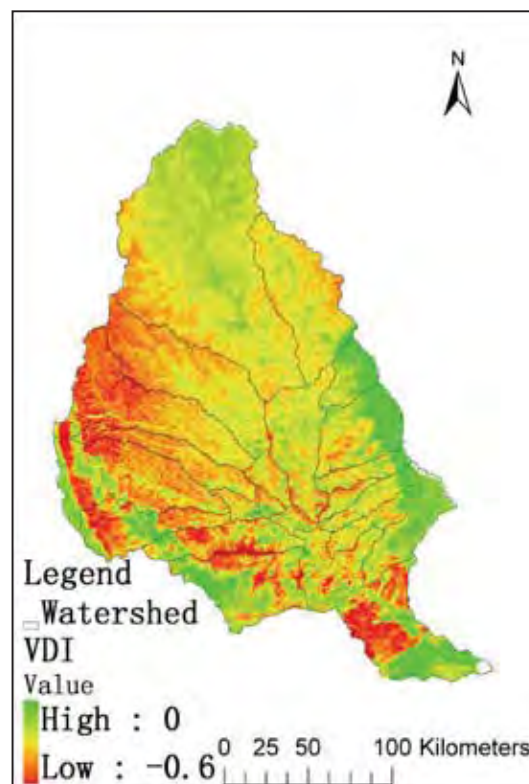 N
Legend
Watershed
VDI
Value
High : 0
Low : -0.6
0 25 50 100 Kilometers